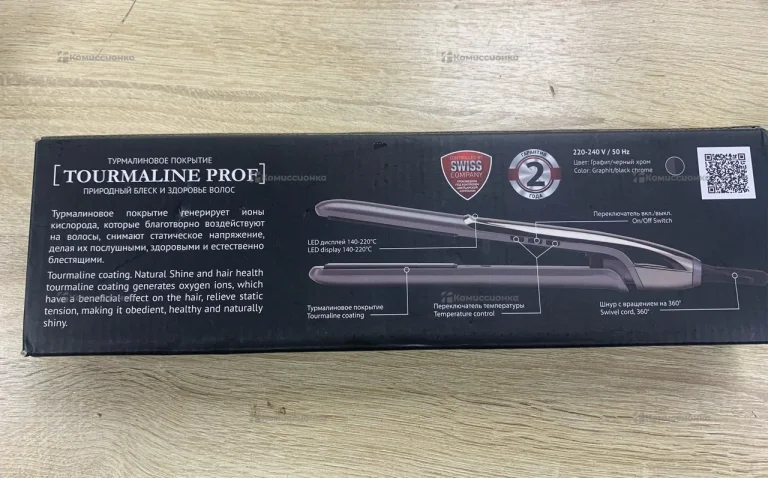 Комиссионка
Комиссионка
ТУРМАЛИНОВОЕ ПОКРЫТИЕ
[ TOURMALINE PROF ]
ПРИРОДНЫЙ БЛЕСК И ЗДОРОВЬЕ ВОЛОС
Комиссионка
Турмалиновое покрытие генерирует ионы
кислорода, которые благотворно воздействуют
на волосы, снимают статическое напряжение,
делая их послушными, здоровыми и естественно
блестящими.
Tourmaline coating. Natural Shine and hair health
tourmaline coating generates oxygen ions, which
have a beneficial effect on the hair, relieve static
tension, making it obedient, healthy and naturally
shiny.
SWISS
COMPANY
ГАРАНТИЯ
2
ГОДА
220-240 V / 50 Hz
Цвет: Графит/черный хром
Color: Graphit/black chrome
Комиссионка
Переключатель вкл./выкл.
On/Off Switch
LED дисплей 140-220°C
LED display 140-220°C
Комиссионка
Турмалиновое покрытие
Tourmaline coating
Переключатель температуры
Temperature control
Шнур с вращением на 360°
Swivel cord, 360°
Комиссионка
Комиссионка